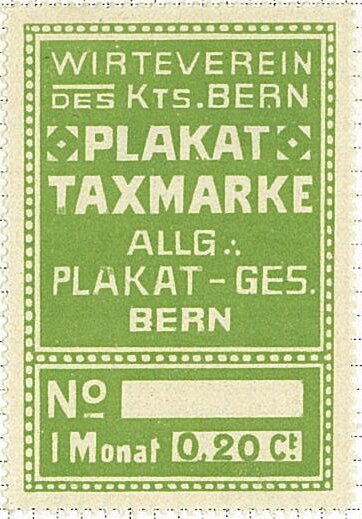 WIRTEVEREIN
DES KTS. BERN
PLAKAT
TAXMARKE
ALLG∴
PLAKAT-GES.
BERN
No
1 Monat 0,20 Ct